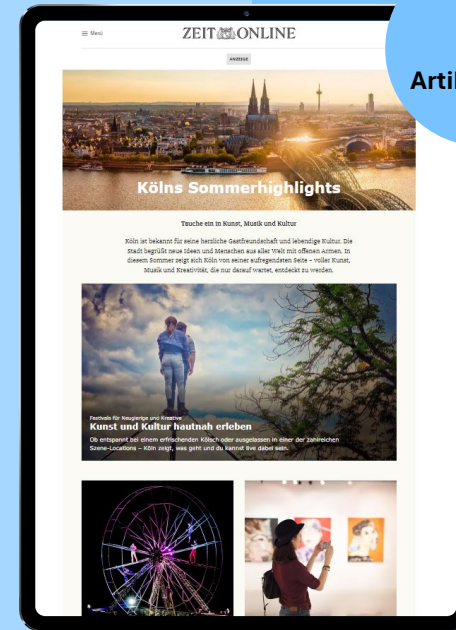 Menü
ZEIT ONLINE
ANZEIGE
Artil
Kölns Sommerhighlights
Tauche ein in Kunst, Musik und Kultur
Köln ist bekannt für seine herzliche Gastfreundschaft und lebendige Kultur. Die
Stadt begrüßt neue Ideen und Menschen aus aller Welt mit offenen Armen. In
diesem Sommer zeigt sich Köln von seiner aufregendsten Seite – voller Kunst,
Musik und Kreativität, die nur darauf wartet, entdeckt zu werden.
Festivals für Neugierige und Kreative
Kunst und Kultur hautnah erleben
Ob entspannt bei einem erfrischenden Kölsch oder ausgelassen in einer der zahlreichen
Szene-Locations – Köln zeigt, was geht und du kannst live dabei sein.